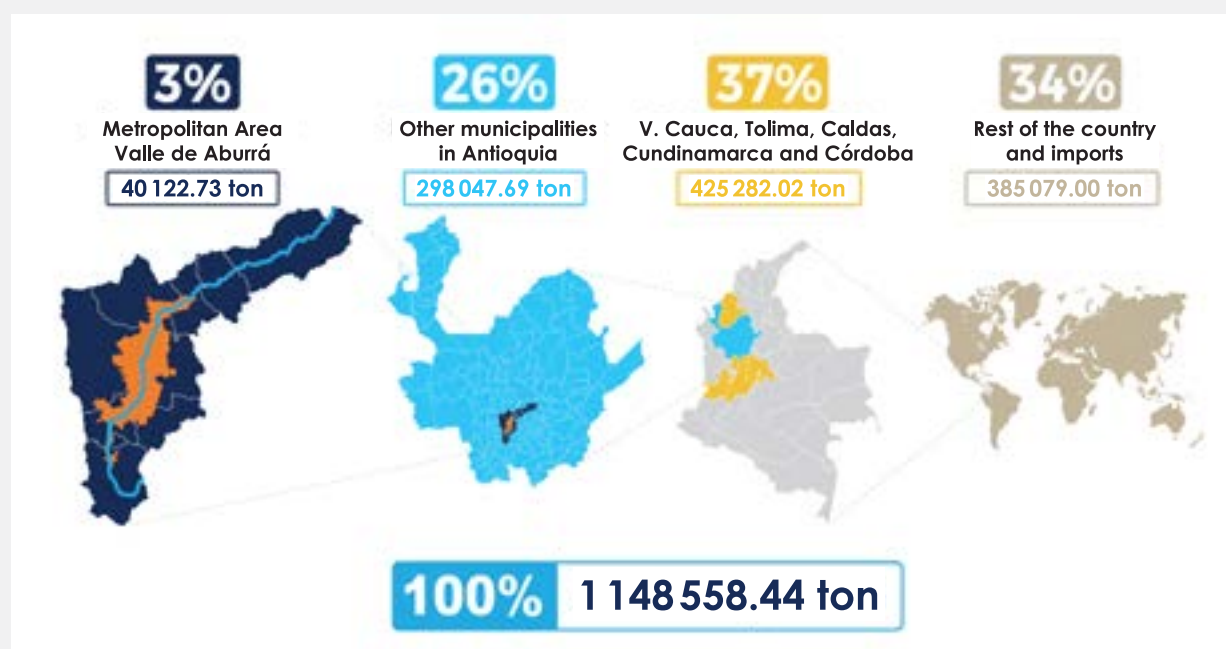 3%
Metropolitan Area
Valle de Aburrá
40 122.73 ton
26%
Other municipalities
in Antioquia
298 047.69 ton
37%
V. Cauca, Tolima, Caldas,
Cundinamarca and Córdoba
425 282.02 ton
34%
Rest of the country
and imports
385 079.00 ton
100%
1 148 558.44 ton